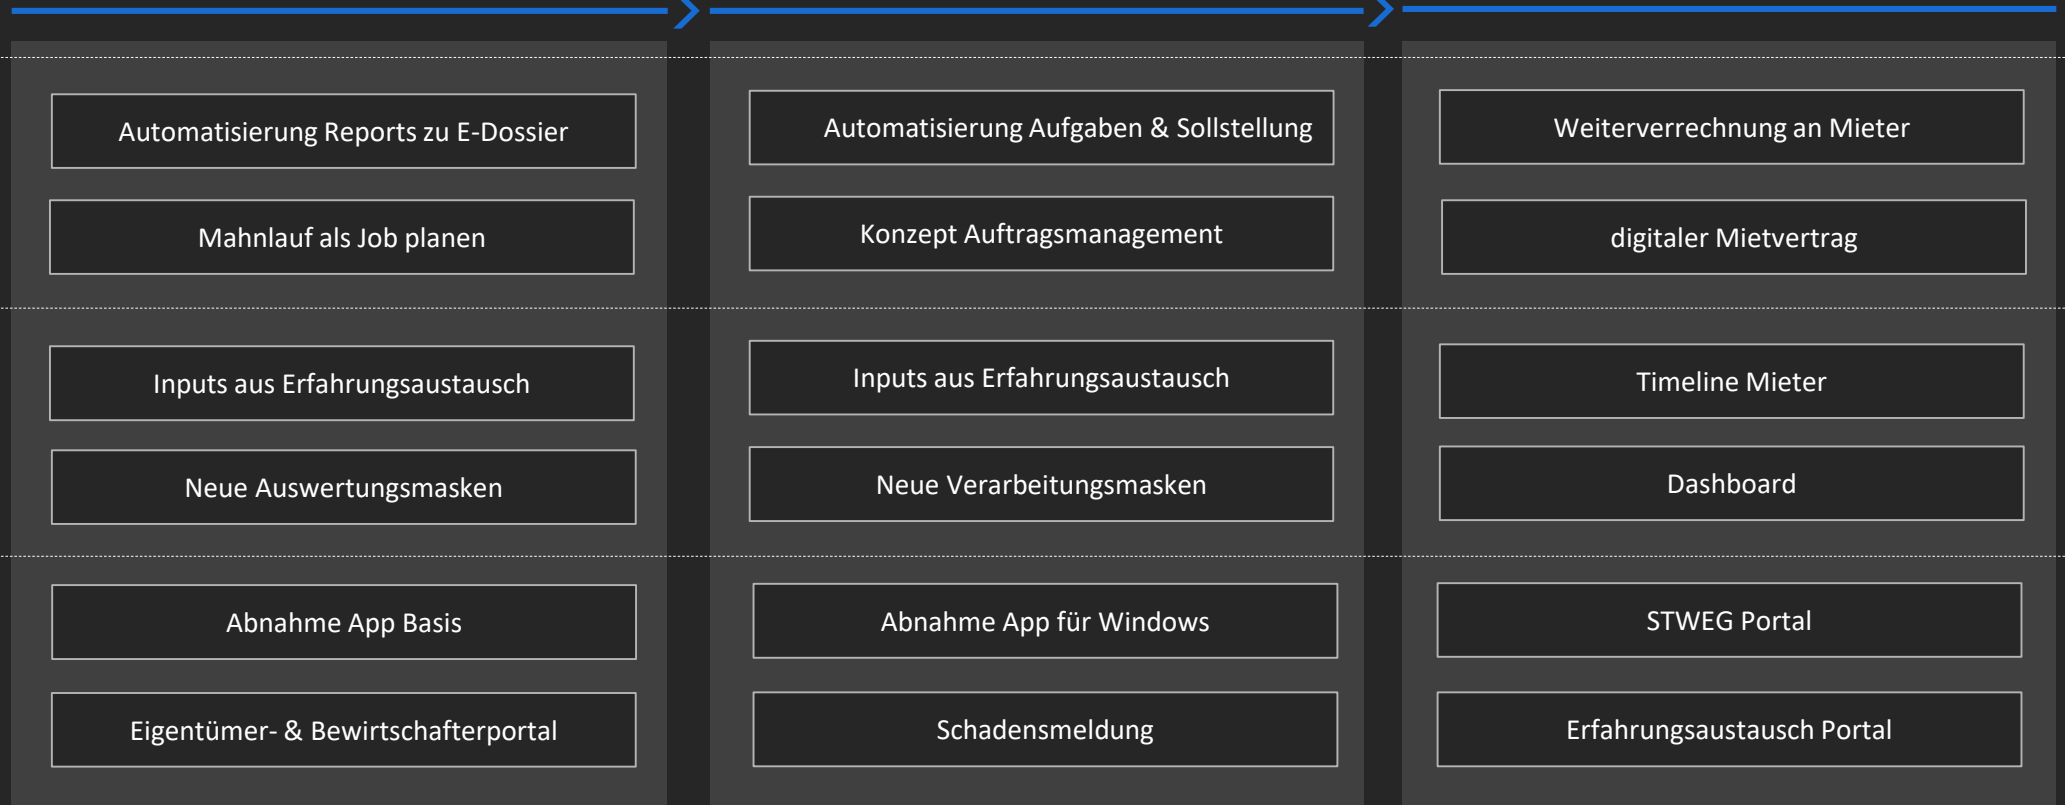 Automatisierung Reports zu E-Dossier
Automatisierung Aufgaben & Sollstellung
Weiterverrechnung an Mieter
Mahnlauf als Job planen
Konzept Auftragsmanagement
digitaler Mietvertrag
Inputs aus Erfahrungsaustausch
Inputs aus Erfahrungsaustausch
Timeline Mieter
Neue Auswertungsmasken
Neue Verarbeitungsmasken
Dashboard
Abnahme App Basis
Abnahme App für Windows
STWEG Portal
Eigentümer- & Bewirtschafterportal
Schadensmeldung
Erfahrungsaustausch Portal